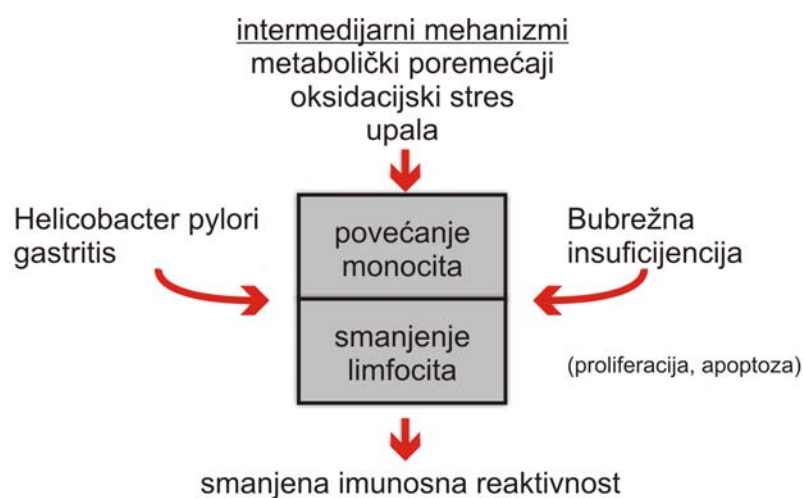 intermedijarni mehanizmi
metabolički poremećaji
oksidacijski stres
upala
Helicobacter pylori
gastritis
povećanje
monocita
Bubrežna
insuficijencija
smanjenje
limfocita
(proliferacija, apoptoza)
smanjena imunosna reaktivnost